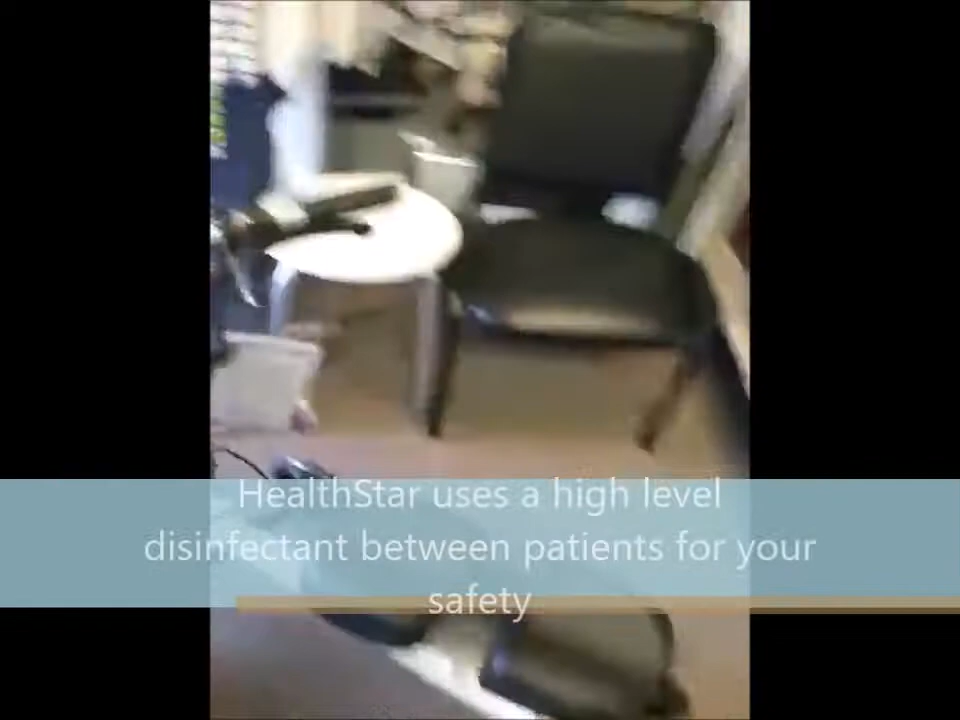 HealthStar uses a high level
disinfectant between patients for your
safety